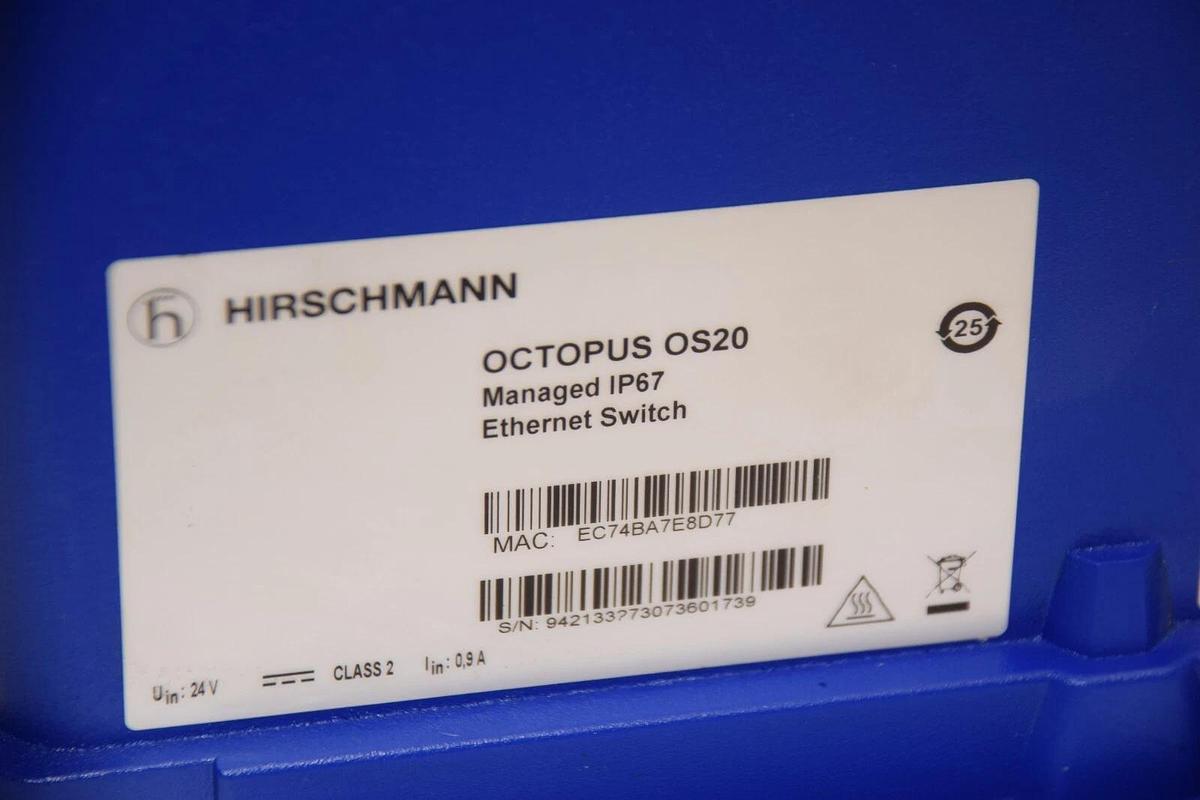 HIRSCHMANN
OCTOPUS OS20
Managed IP67
Ethernet Switch
25
MAC: EC74BA7E8D77
S/N: 942133?73073601739
Uin: 24 V CLASS 2 Iin: 0,9 A